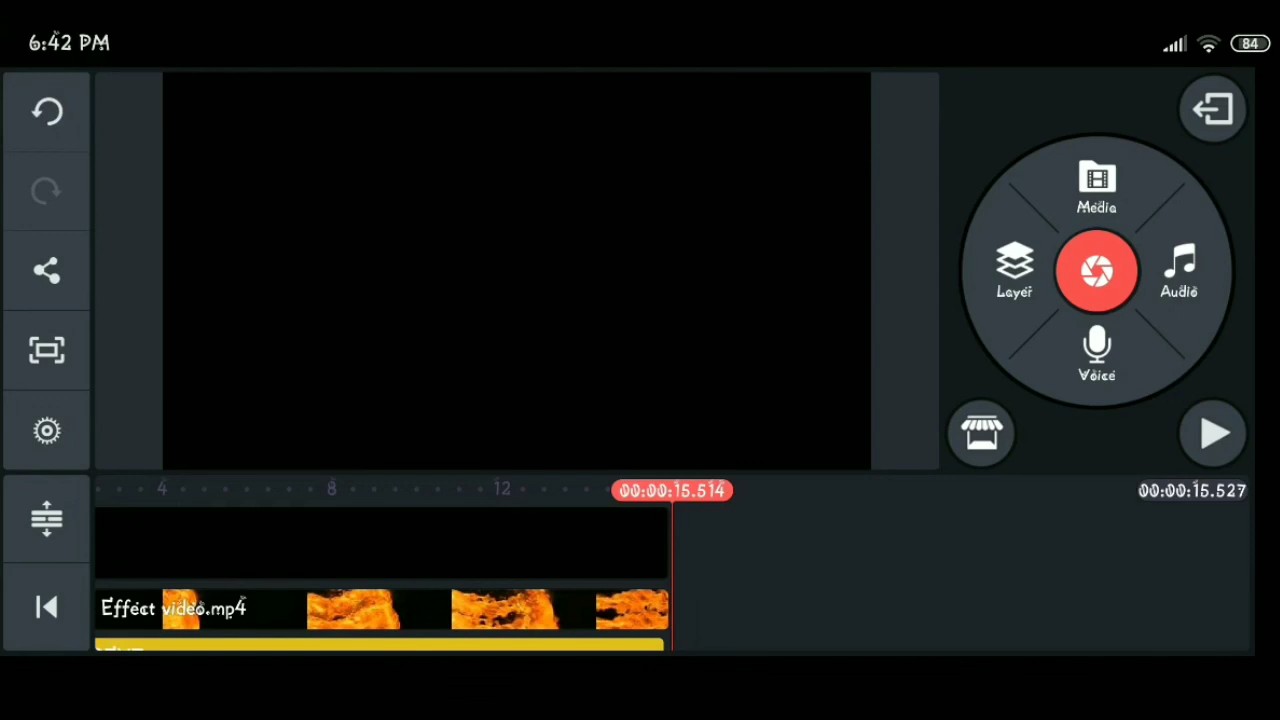 6:42 PM
84
Media
Layer
Audio
Voice
4
8
12
00:00:15.514
00:00:15.527
Effect video.mp4